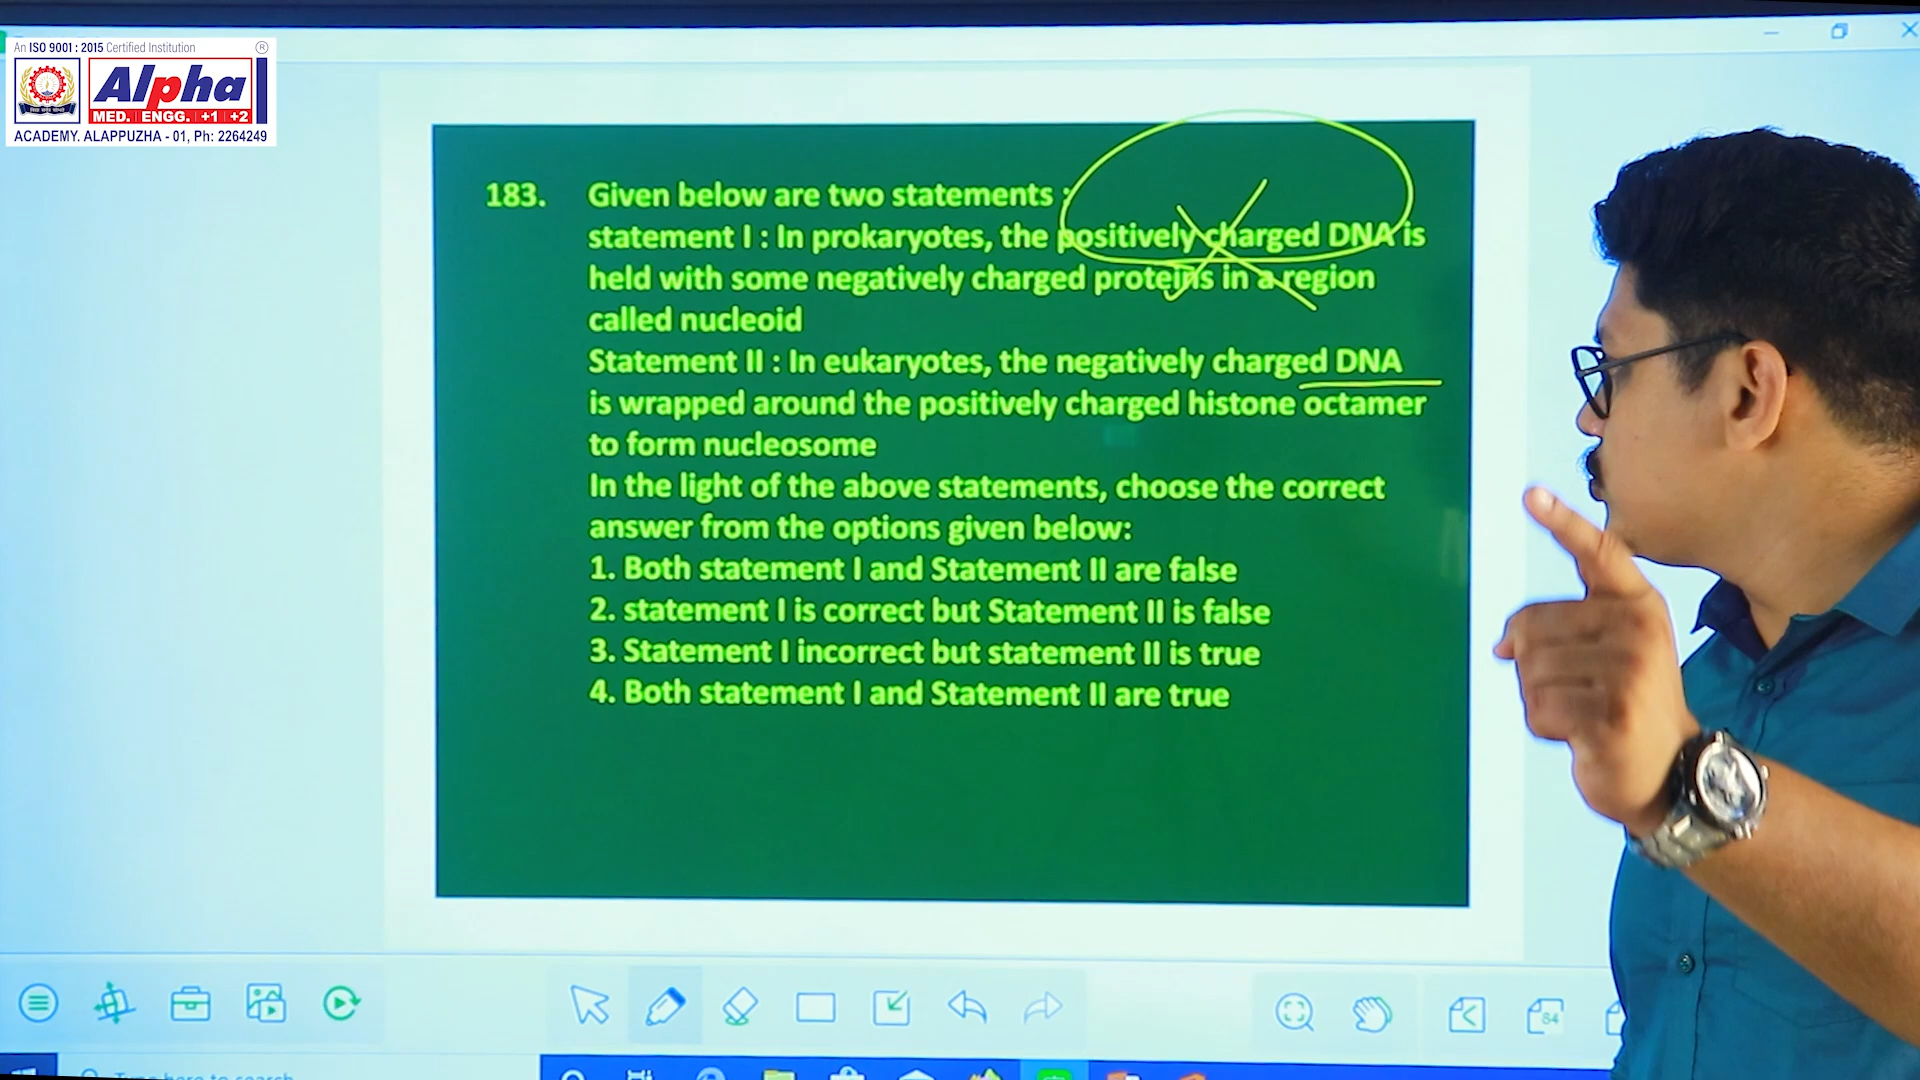 An ISO 9001 : 2015 Certified Institution ®
Alpha
MED. ENGG. +1 +2
ACADEMY. ALAPPUZHA - 01, Ph: 2264249
183. Given below are two statements :
statement I : In prokaryotes, the positively charged DNA is
held with some negatively charged proteins in a region
called nucleoid
Statement II : In eukaryotes, the negatively charged DNA
is wrapped around the positively charged histone octamer
to form nucleosome
In the light of the above statements, choose the correct
answer from the options given below:
1. Both statement I and Statement II are false
2. statement I is correct but Statement II is false
3. Statement I incorrect but statement II is true
4. Both statement I and Statement II are true
84
Type here to search